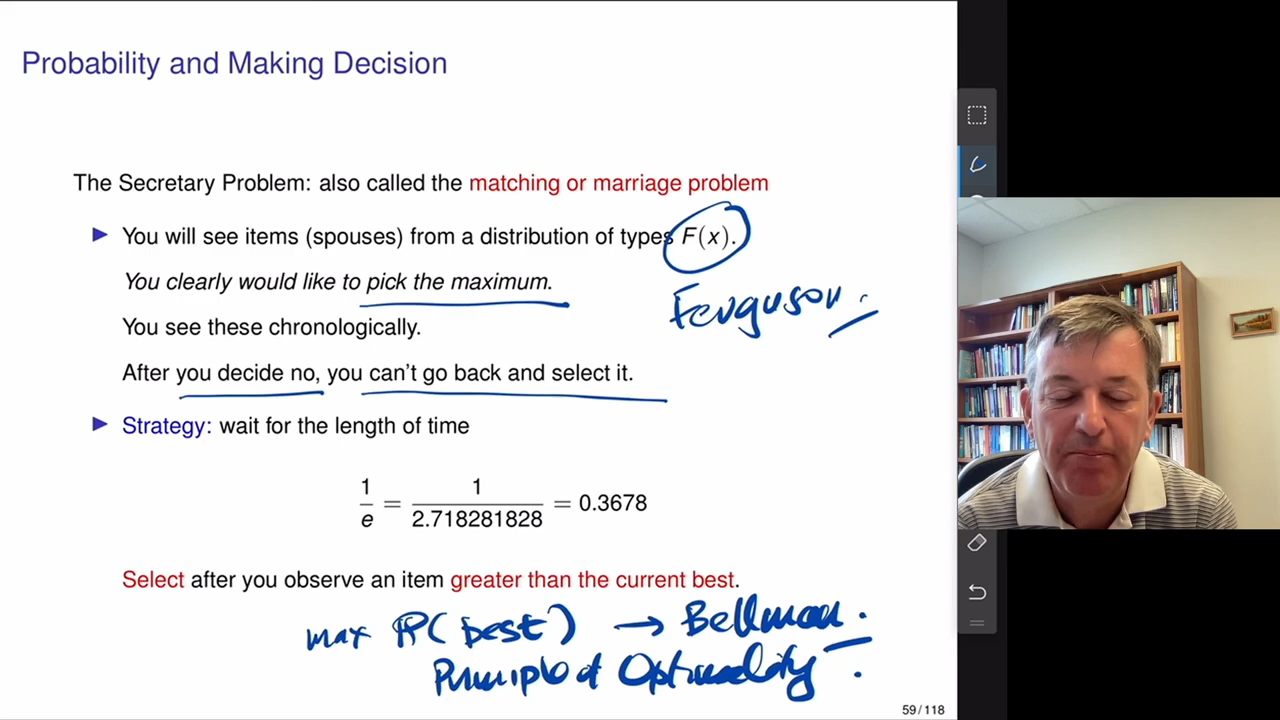 Probability and Making Decision
The Secretary Problem: also called the matching or marriage problem
▶ You will see items (spouses) from a distribution of types F(x).
You clearly would like to pick the maximum.
Ferguson.
You see these chronologically.
After you decide no, you can't go back and select it.
▶ Strategy: wait for the length of time
1/e = 1/2.718281828 = 0.3678
Select after you observe an item greater than the current best.
max P(best) → Bellman.
Principle of Optimality.
59 / 118